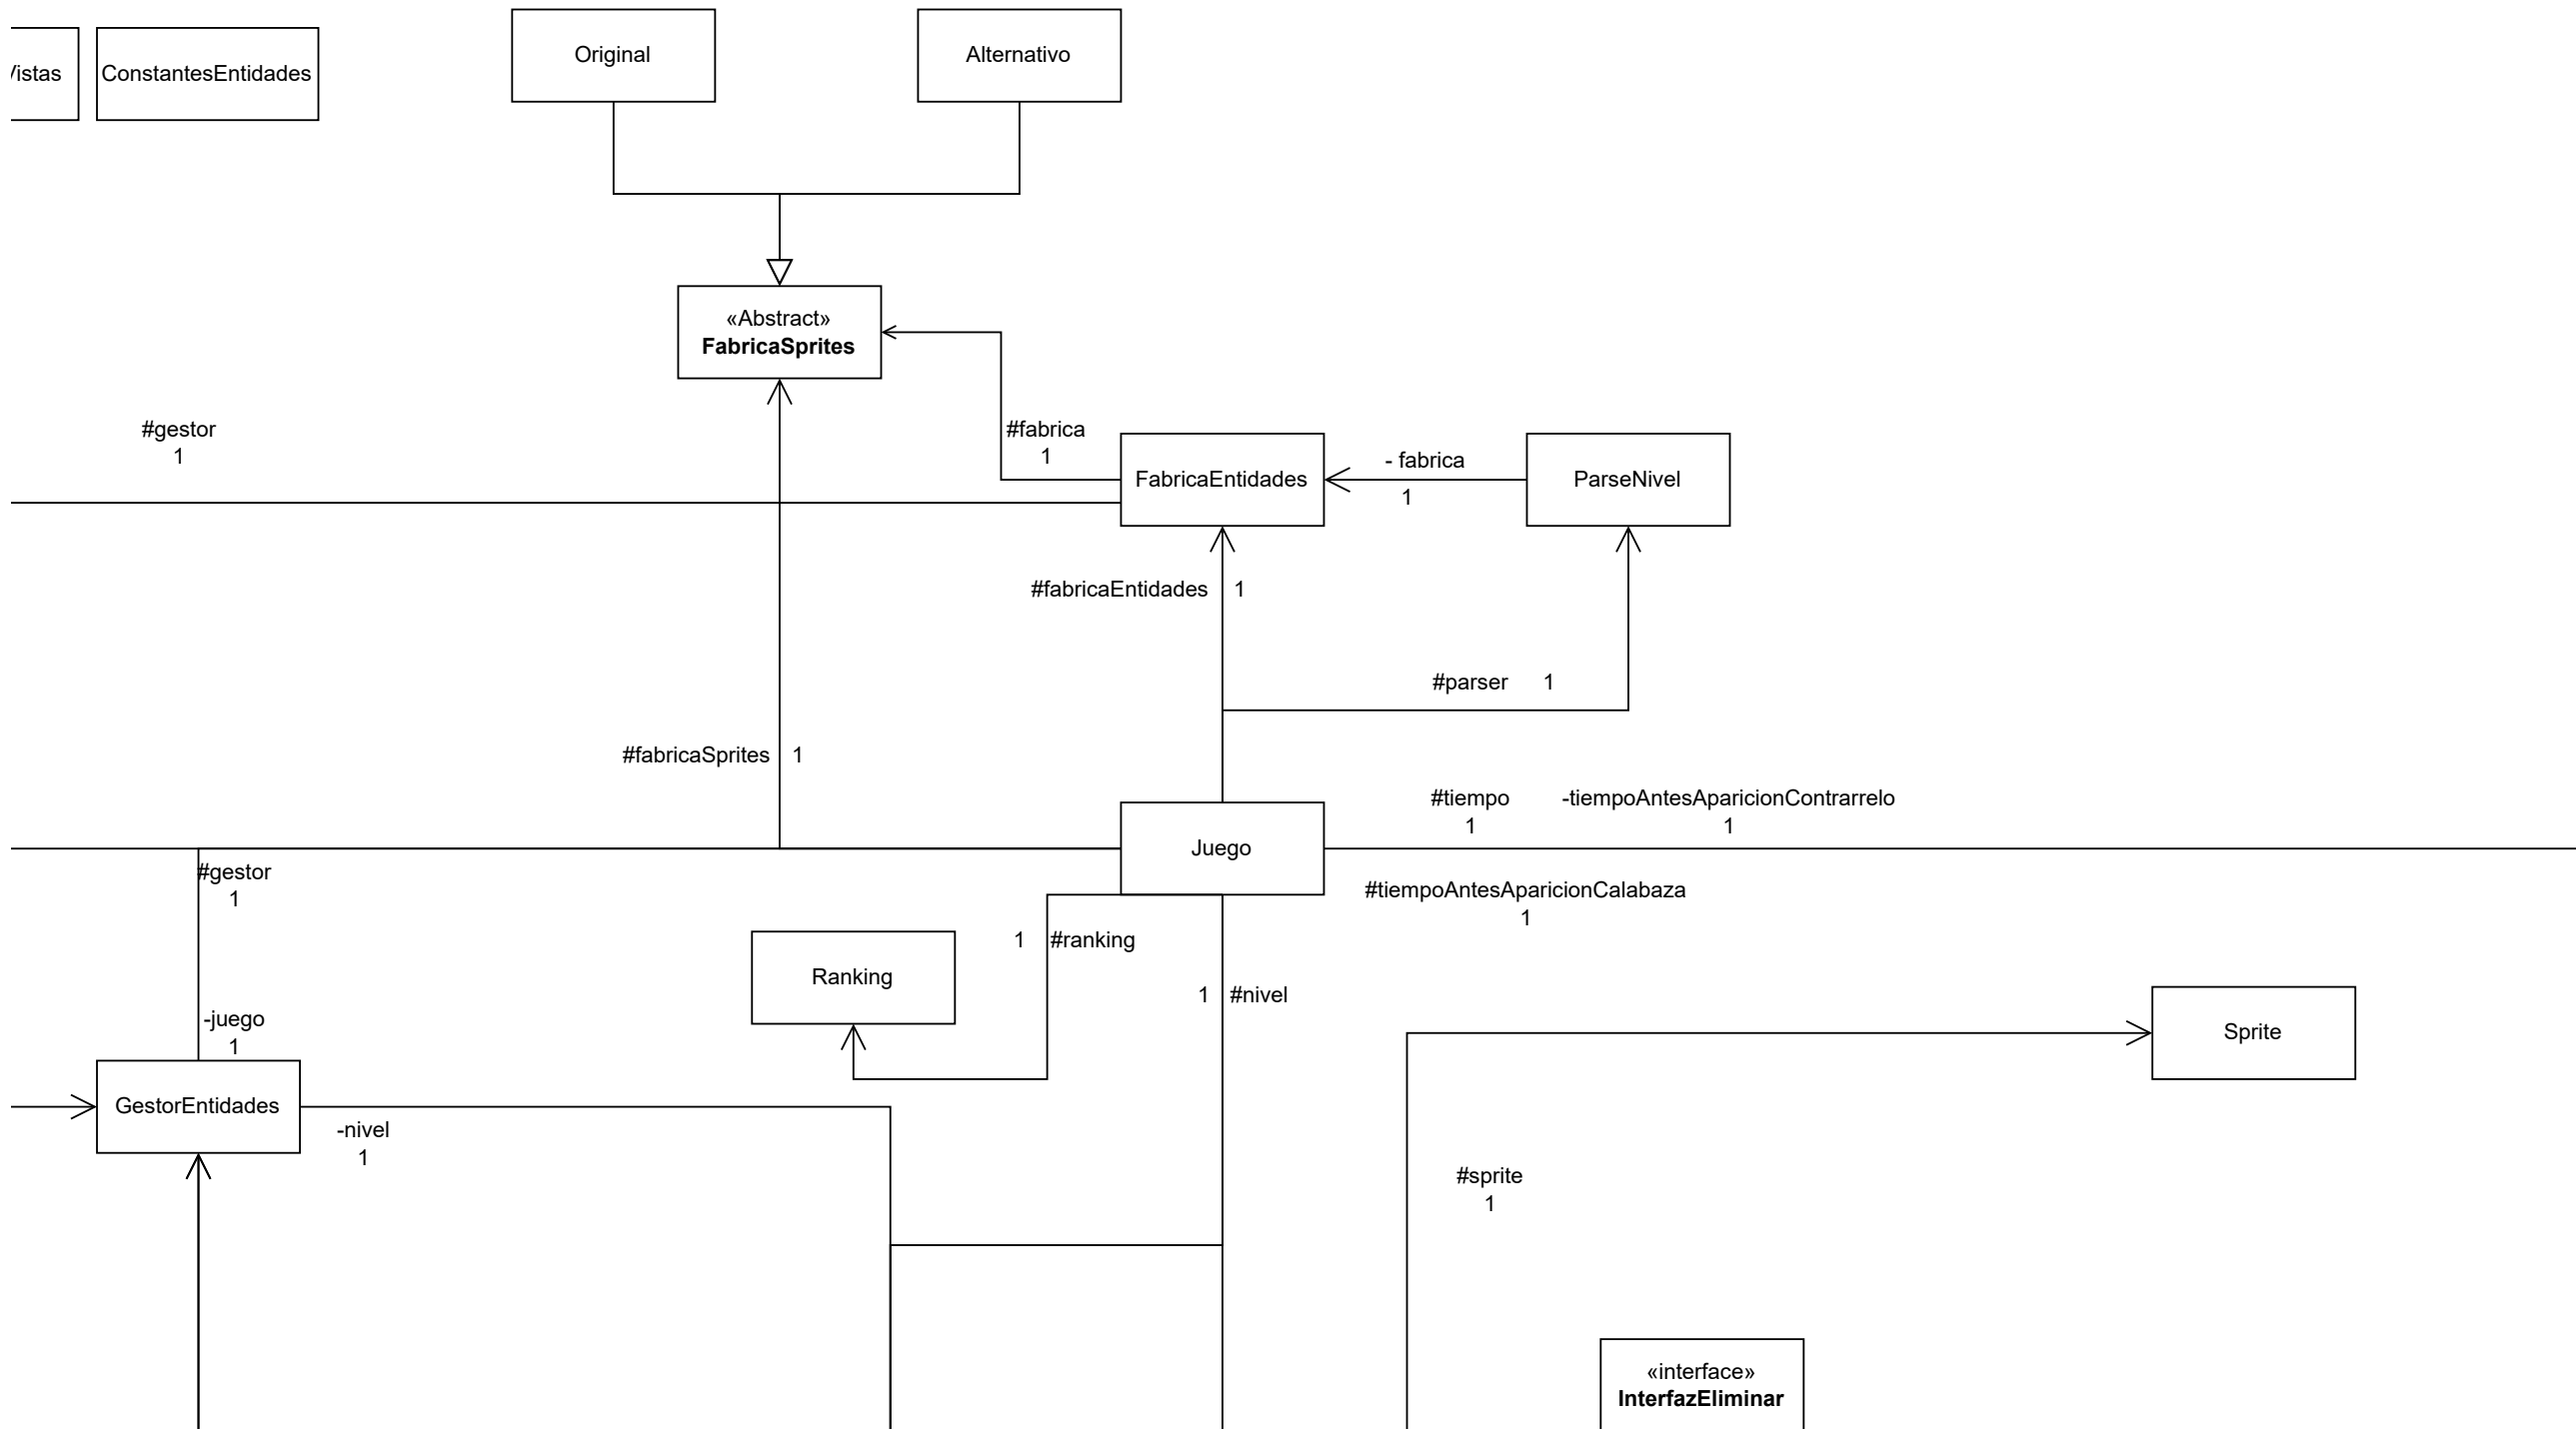 Original
Alternativo
Vistas
ConstantesEntidades
«Abstract»
FabricaSprites
#gestor
1
#fabrica
1
FabricaEntidades
- fabrica
1
ParseNivel
#fabricaEntidades 1
#parser 1
#fabricaSprites 1
#tiempo
1
-tiempoAntesAparicionContrarrelo
1
Juego
#gestor
1
#tiempoAntesAparicionCalabaza
1
1 #ranking
Ranking
1 #nivel
-juego
1
Sprite
GestorEntidades
-nivel
1
#sprite
1
«interface»
InterfazEliminar